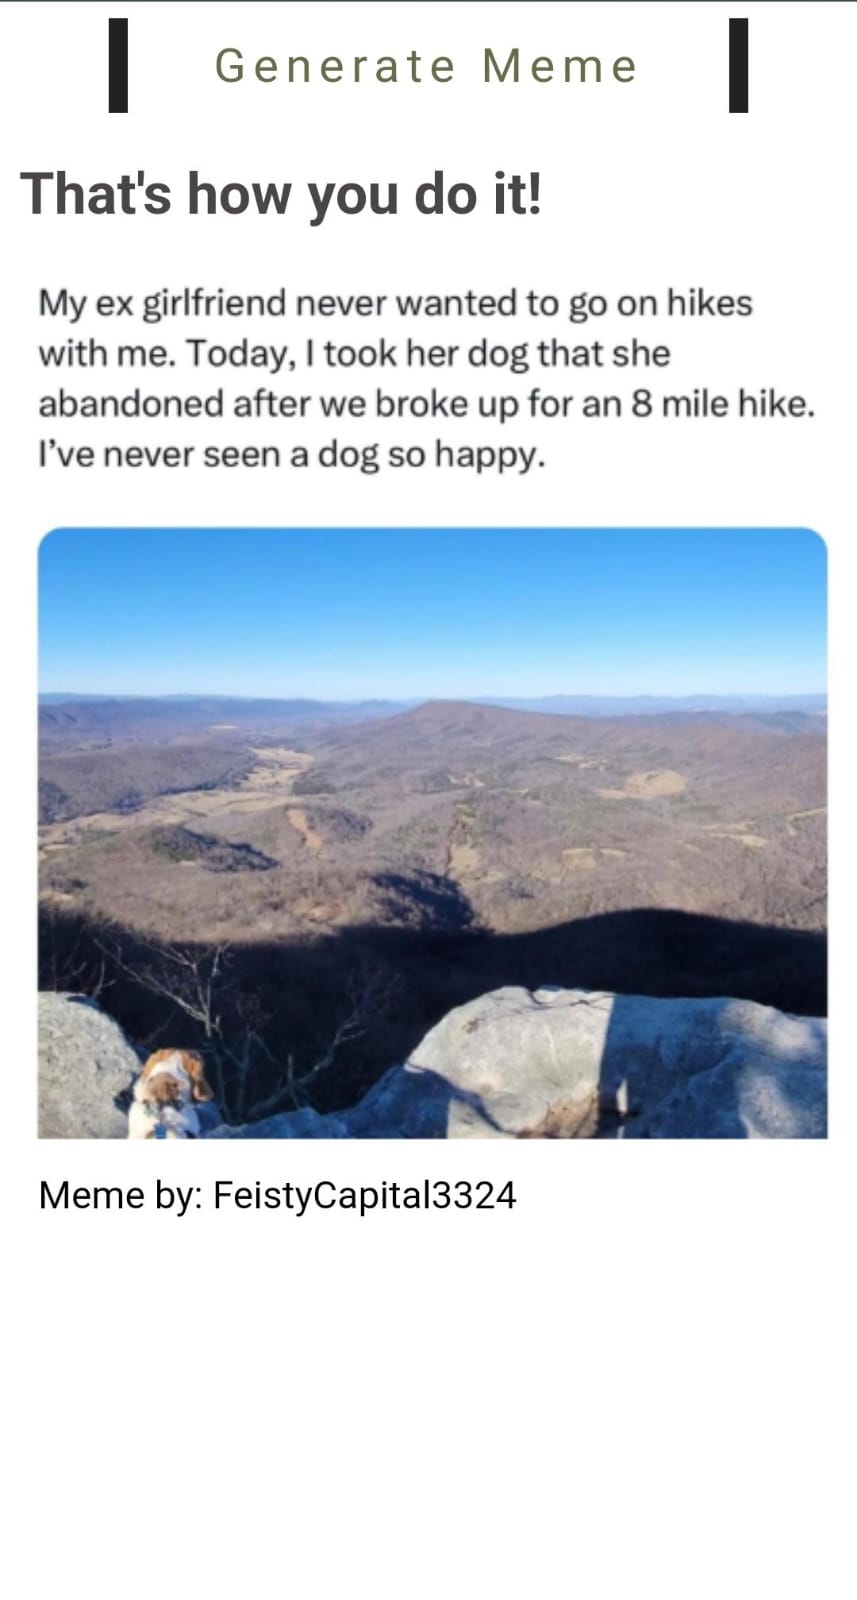 Generate Meme
That's how you do it!
My ex girlfriend never wanted to go on hikes
with me. Today, I took her dog that she
abandoned after we broke up for an 8 mile hike.
I’ve never seen a dog so happy.
Meme by: FeistyCapital3324